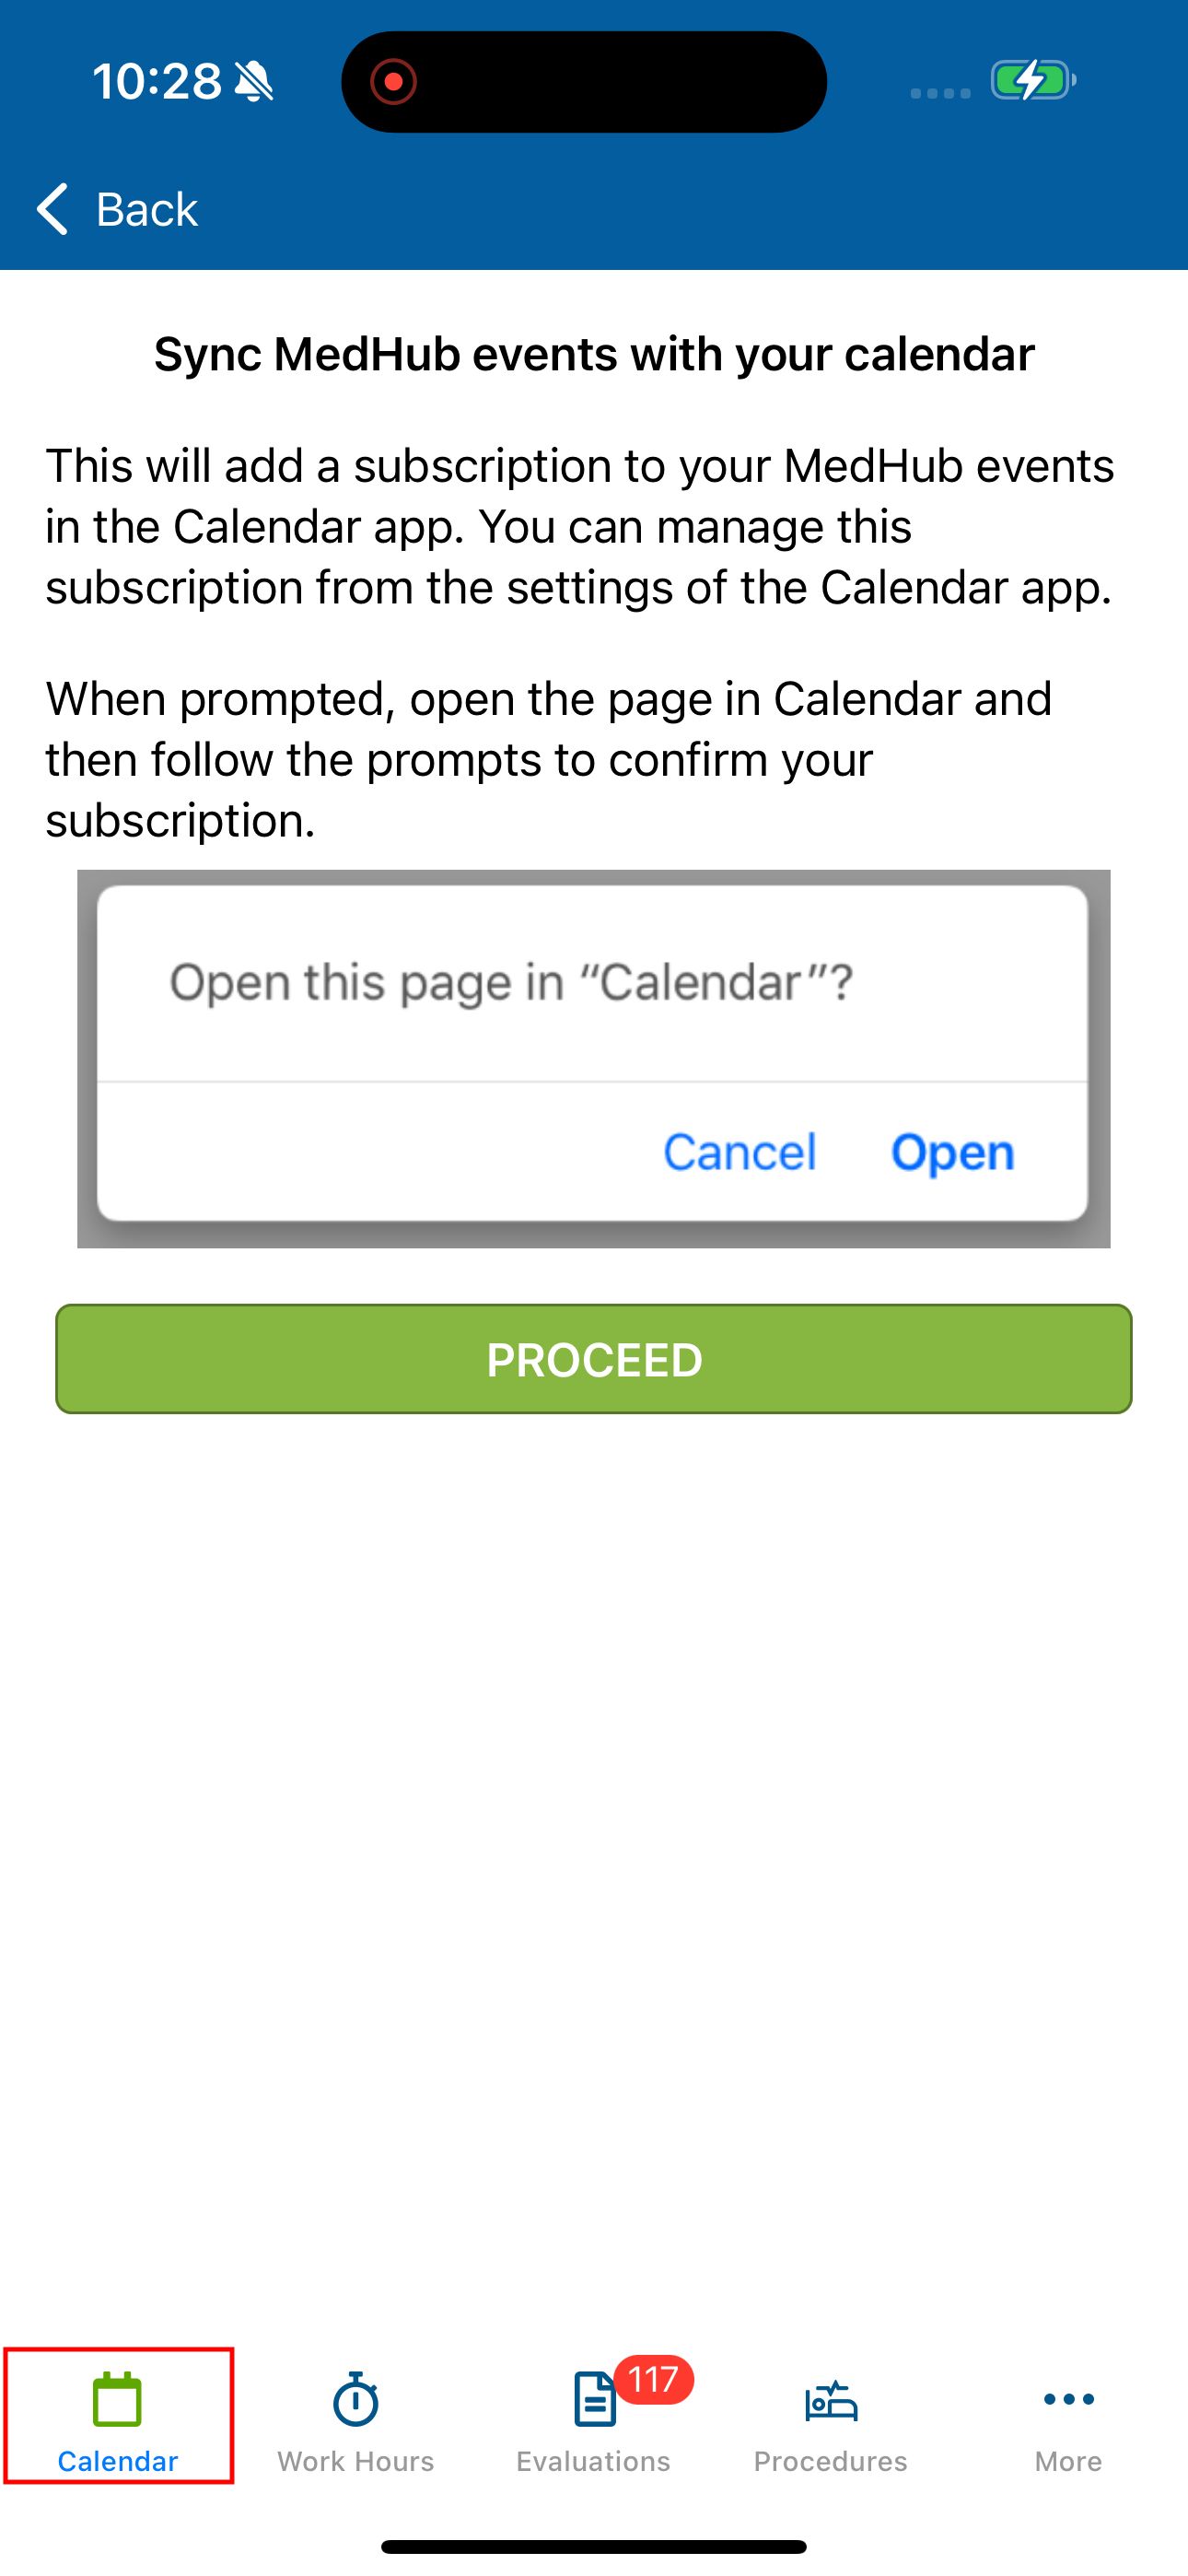 10:28
Back
Sync MedHub events with your calendar
This will add a subscription to your MedHub events
in the Calendar app. You can manage this
subscription from the settings of the Calendar app.
When prompted, open the page in Calendar and
then follow the prompts to confirm your
subscription.
Open this page in “Calendar”?
Cancel Open
PROCEED
117
Calendar Work Hours Evaluations Procedures More